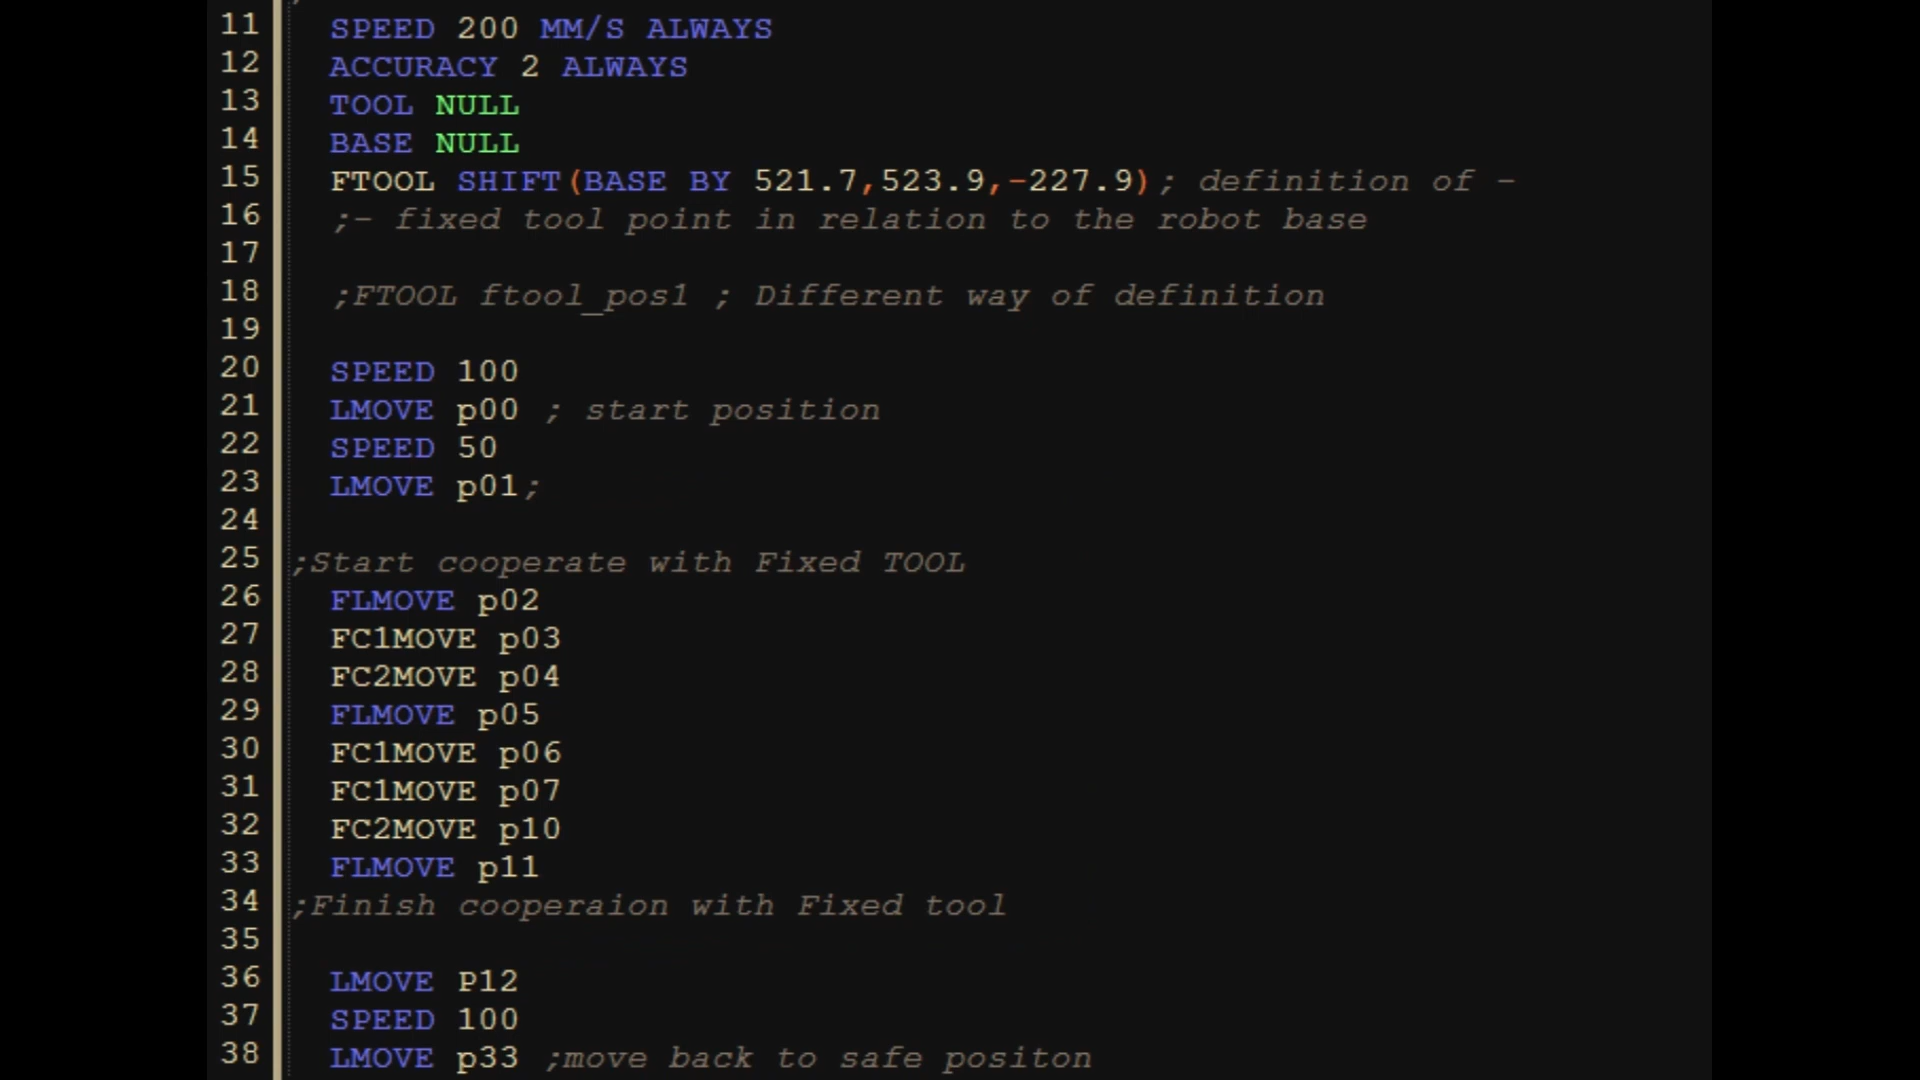 11 SPEED 200 MM/S ALWAYS
12 ACCURACY 2 ALWAYS
13 TOOL NULL
14 BASE NULL
15 FTOOL SHIFT(BASE BY 521.7,523.9,-227.9); definition of -
16 ;- fixed tool point in relation to the robot base
17
18 ;FTOOL ftool_pos1 ; Different way of definition
19
20 SPEED 100
21 LMOVE p00 ; start position
22 SPEED 50
23 LMOVE p01;
24
25 ;Start cooperate with Fixed TOOL
26 FLMOVE p02
27 FC1MOVE p03
28 FC2MOVE p04
29 FLMOVE p05
30 FC1MOVE p06
31 FC1MOVE p07
32 FC2MOVE p10
33 FLMOVE p11
34 ;Finish cooperaion with Fixed tool
35
36 LMOVE P12
37 SPEED 100
38 LMOVE p33 ;move back to safe positon